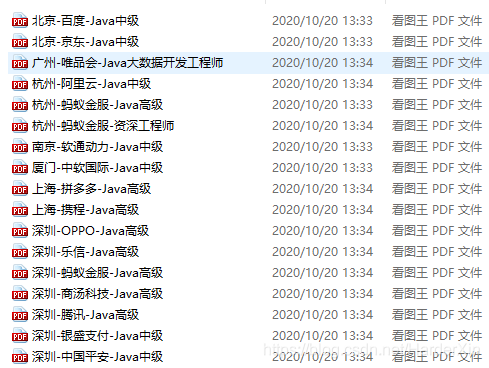 北京-百度-Java中级 2020/10/20 13:33 看图王 PDF 文件
北京-京东-Java中级 2020/10/20 13:33 看图王 PDF 文件
广州-唯品会-Java大数据开发工程师 2020/10/20 13:34 看图王 PDF 文件
杭州-阿里云-Java中级 2020/10/20 13:34 看图王 PDF 文件
杭州-蚂蚁金服-Java高级 2020/10/20 13:33 看图王 PDF 文件
杭州-蚂蚁金服-资深工程师 2020/10/20 13:34 看图王 PDF 文件
南京-软通动力-Java中级 2020/10/20 13:33 看图王 PDF 文件
厦门-中软国际-Java中级 2020/10/20 13:33 看图王 PDF 文件
上海-拼多多-Java高级 2020/10/20 13:34 看图王 PDF 文件
上海-携程-Java高级 2020/10/20 13:34 看图王 PDF 文件
深圳-OPPO-Java高级 2020/10/20 13:34 看图王 PDF 文件
深圳-乐信-Java高级 2020/10/20 13:34 看图王 PDF 文件
深圳-蚂蚁金服-Java高级 2020/10/20 13:34 看图王 PDF 文件
深圳-商汤科技-Java高级 2020/10/20 13:34 看图王 PDF 文件
深圳-腾讯-Java高级 2020/10/20 13:34 看图王 PDF 文件
深圳-银盛支付-Java中级 2020/10/20 13:33 看图王 PDF 文件
深圳-中国平安-Java中级 2020/10/20 13:34 看图王 PDF 文件